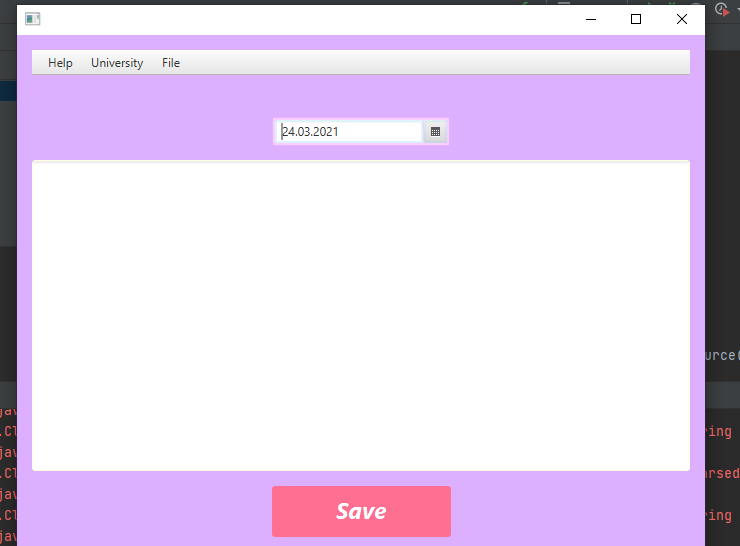 Help University File
24.03.2021
urce(
jav
.Cl
ring
jav
.Cl
rsed
jav
.Cl
ring
jav
Save